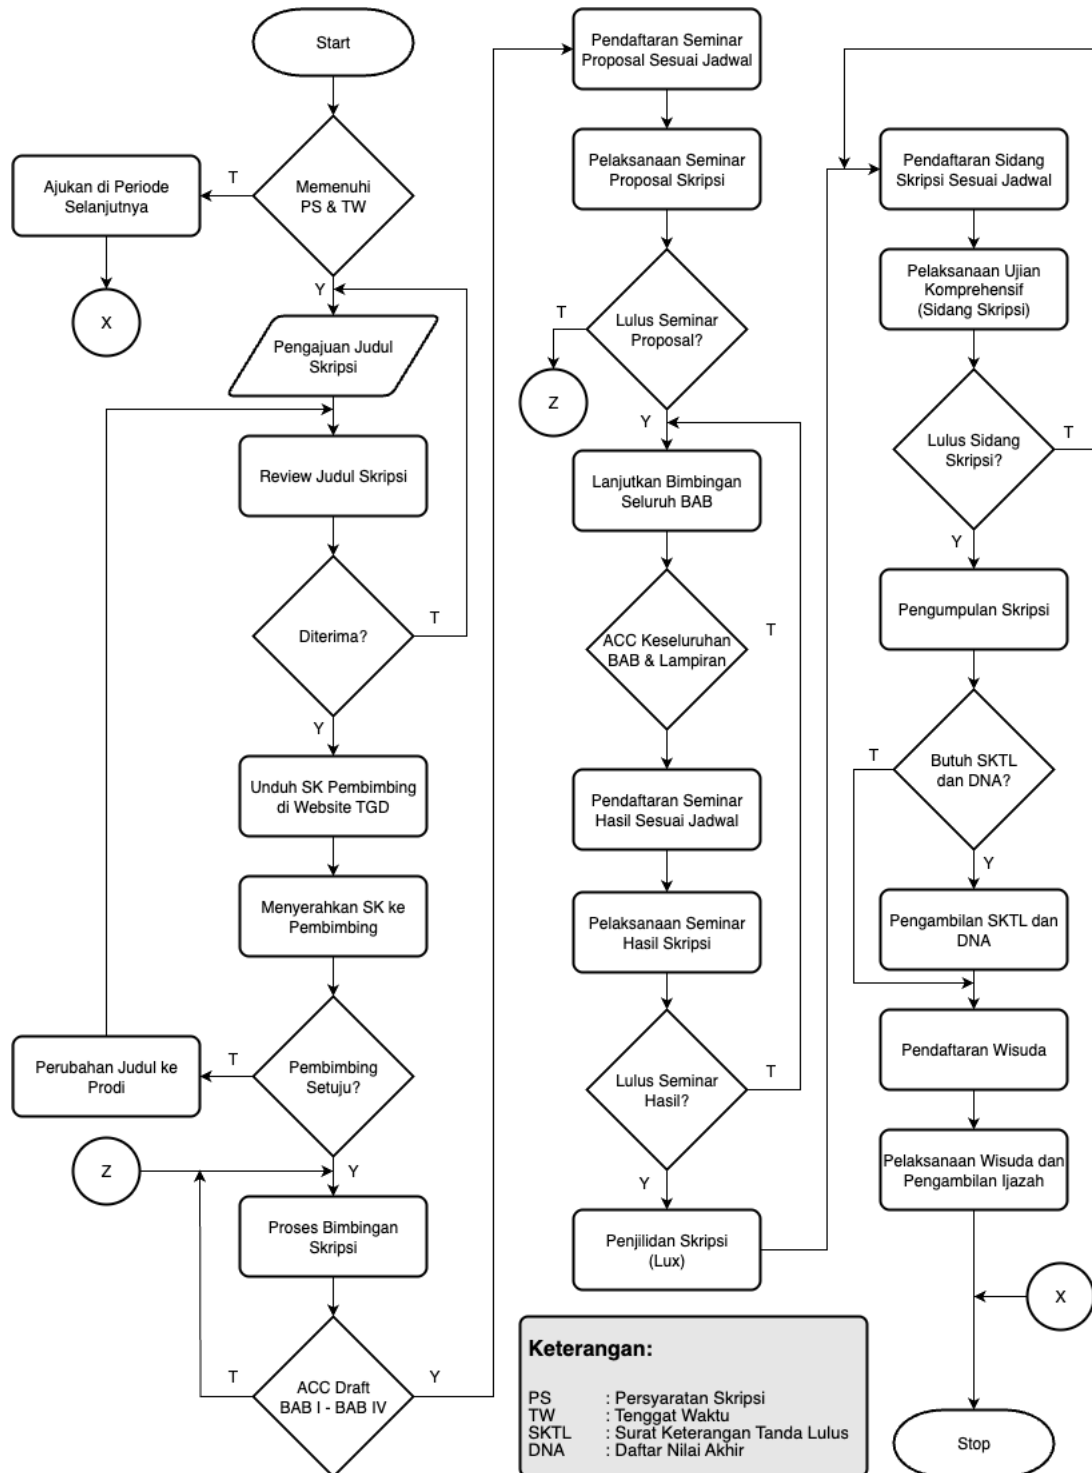 Start
Memenuhi
PS & TW
T
Ajukan di Periode
Selanjutnya
X
Y
Pengajuan Judul
Skripsi
Review Judul Skripsi
Diterima?
T
Y
Unduh SK Pembimbing
di Website TGD
Menyerahkan SK ke
Pembimbing
Pembimbing
Setuju?
T
Perubahan Judul ke
Prodi
Z
Y
Proses Bimbingan
Skripsi
ACC Draft
BAB I - BAB IV
T
Y
Pendaftaran Seminar
Proposal Sesuai Jadwal
Pelaksanaan Seminar
Proposal Skripsi
Lulus Seminar
Proposal?
T
Z
Y
Lanjutkan Bimbingan
Seluruh BAB
ACC Keseluruhan
BAB & Lampiran
T
Pendaftaran Seminar
Hasil Sesuai Jadwal
Pelaksanaan Seminar
Hasil Skripsi
Lulus Seminar
Hasil?
T
Y
Penjilidan Skripsi
(Lux)
Pendaftaran Sidang
Skripsi Sesuai Jadwal
Pelaksanaan Ujian
Komprehensif
(Sidang Skripsi)
Lulus Sidang
Skripsi?
T
Y
Pengumpulan Skripsi
Butuh SKTL
dan DNA?
T
Y
Pengambilan SKTL dan
DNA
Pendaftaran Wisuda
Pelaksanaan Wisuda dan
Pengambilan Ijazah
X
Stop
Keterangan:
PS : Persyaratan Skripsi
TW : Tenggat Waktu
SKTL : Surat Keterangan Tanda Lulus
DNA : Daftar Nilai Akhir